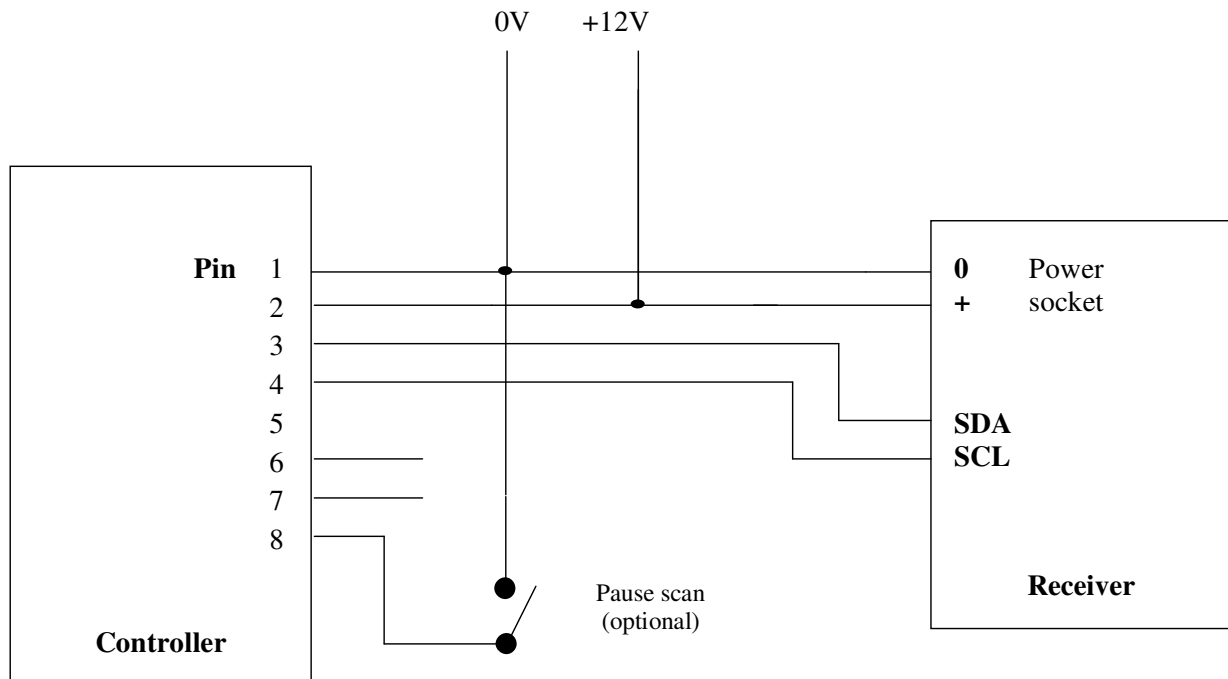 0V +12V
Pin 1
2
3
4
5
6
7
8
Controller
Pause scan
(optional)
0 Power
+ socket
SDA
SCL
Receiver